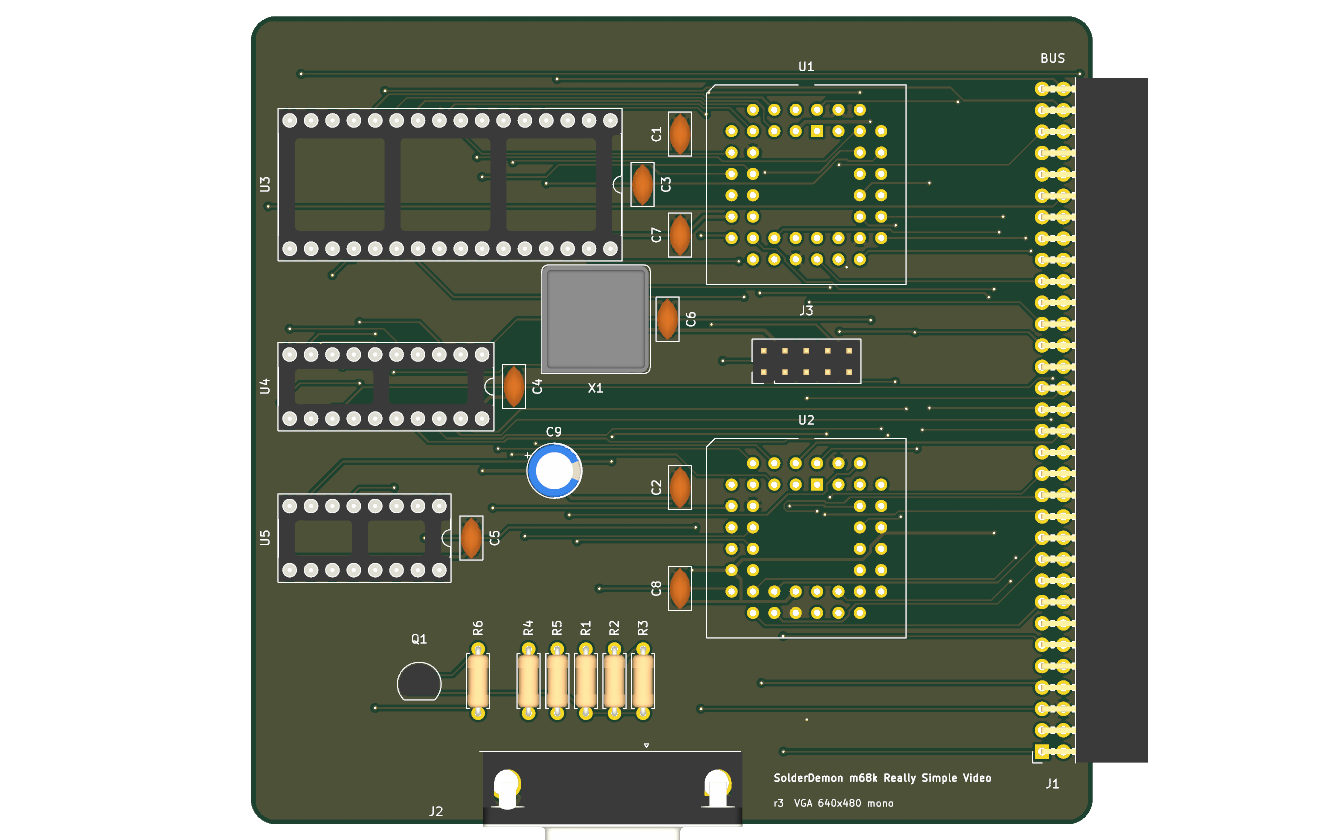 BUS
U1
C1
U3
C3
C7
J3
C6
U4
C4
X1
U2
C9
+
C2
U5
C5
C8
Q1
R6
R4
R5
R1
R2
R3
SolderDemon m68k Really Simple Video
J1
r3 VGA 640x480 mono
J2